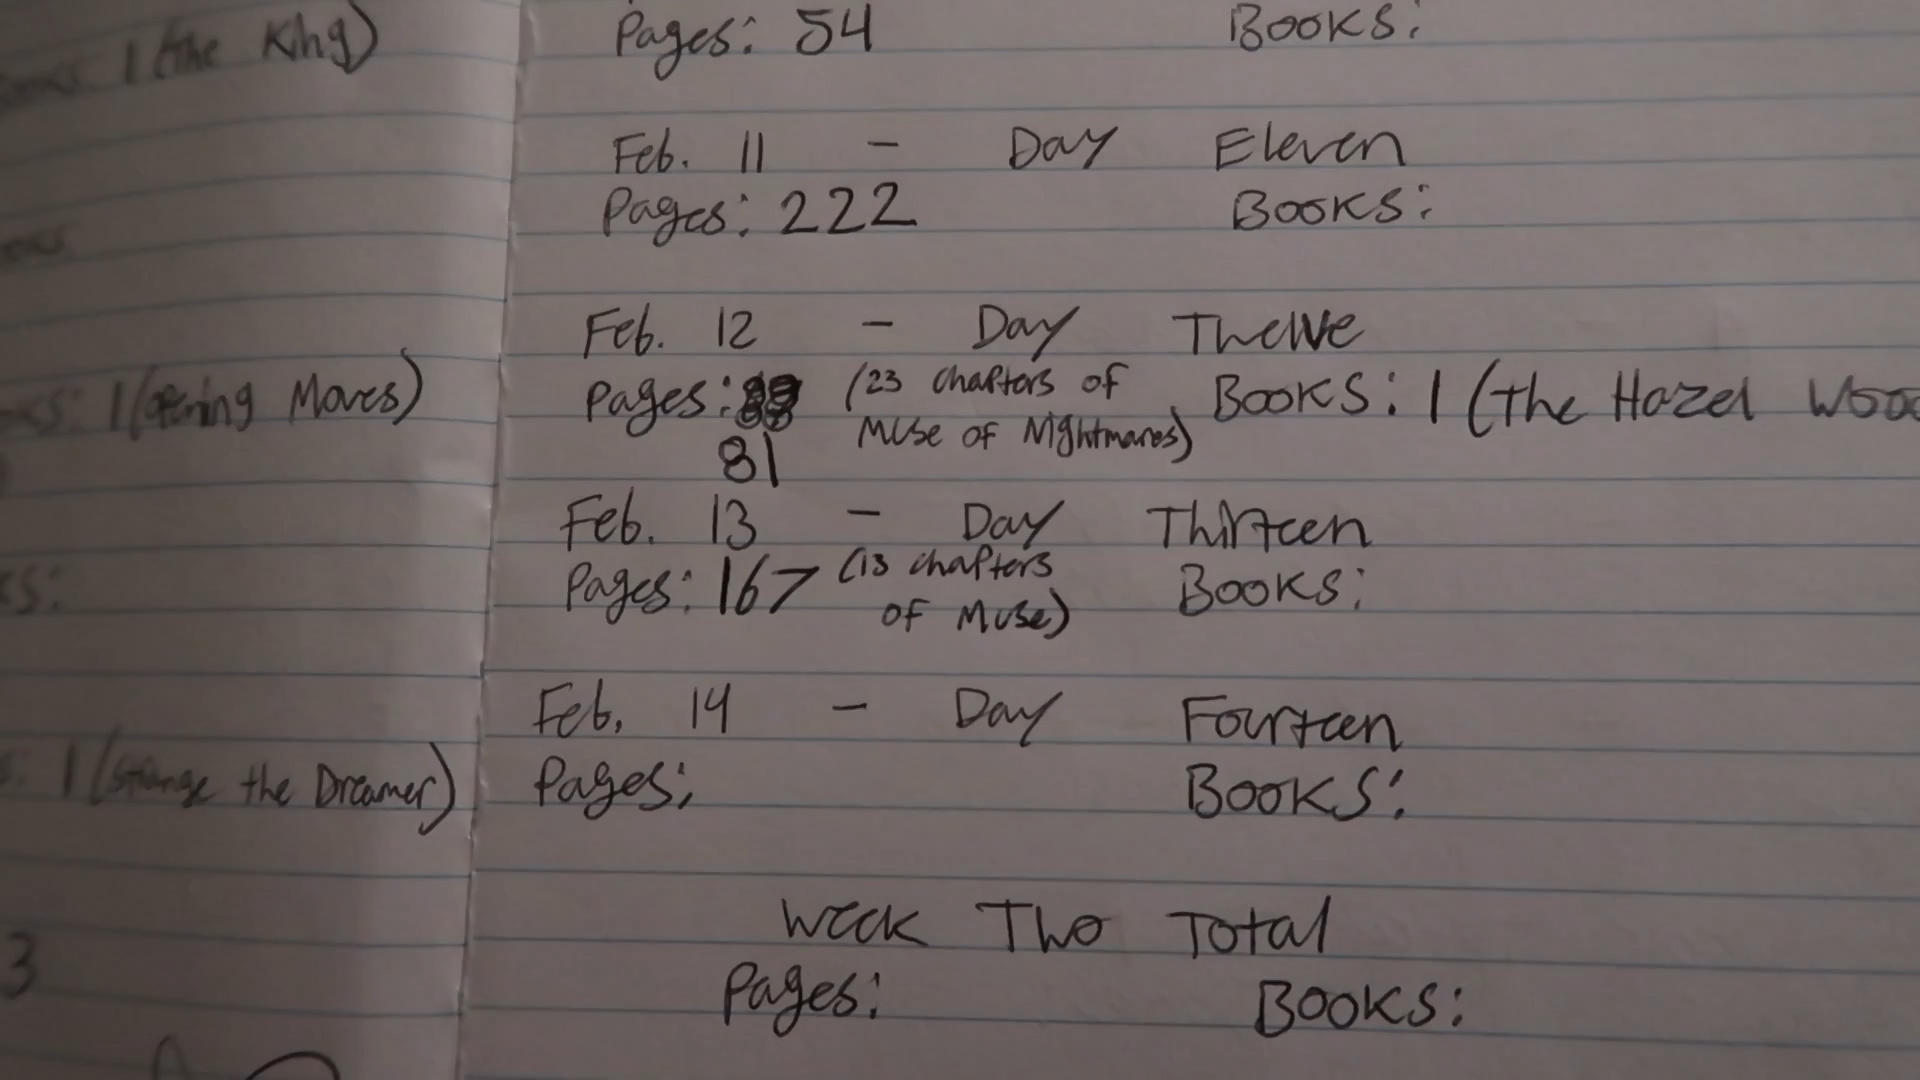 1 (the King)
1 (opening Moves)
KS:
1 (Strange the Dreamer)
3
Pages: 54 Books:
Feb. 11 - Day Eleven
Pages: 222 Books:
Feb. 12 - Day Twelve
Pages: (23 chapters of Books: 1 (the Hazel
Muse of Nightmares)
81
Feb. 13 - Day Thirteen
Pages: 167 (13 chapters Books:
of Muse)
Feb. 14 - Day Fourteen
Pages: Books:
Week Two Total
Pages: Books: